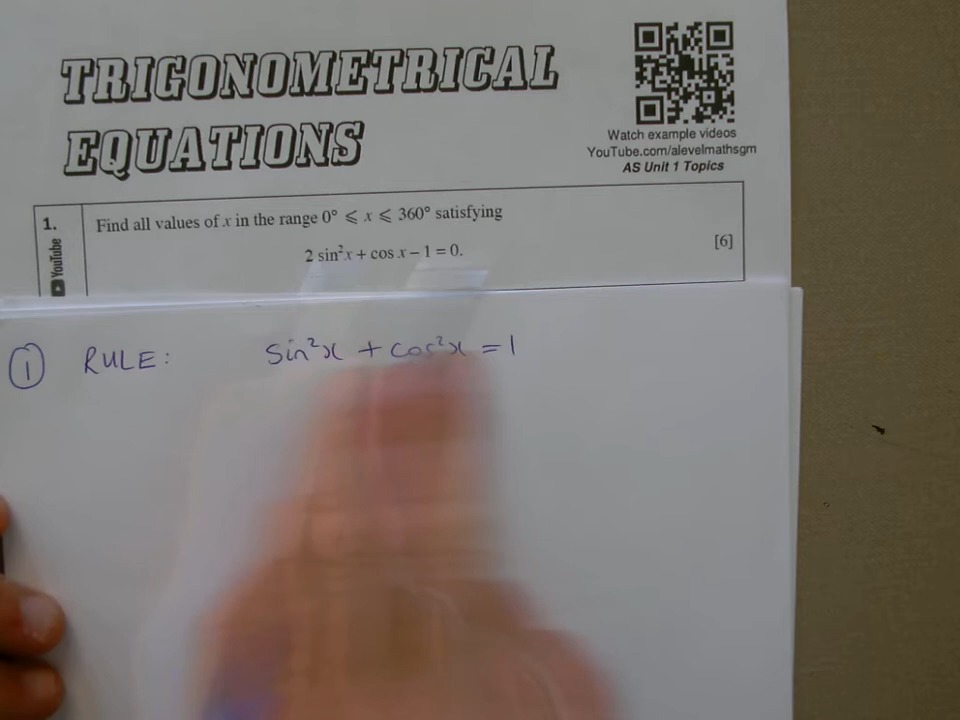 TRIGONOMETRICAL
EQUATIONS
Watch example videos
YouTube.com/alevelmathsgm
AS Unit 1 Topics
1. Find all values of x in the range 0° ⩽ x ⩽ 360° satisfying
2 sin²x + cos x − 1 = 0.
[6]
YouTube
① RULE: sin²x + cos²x = 1